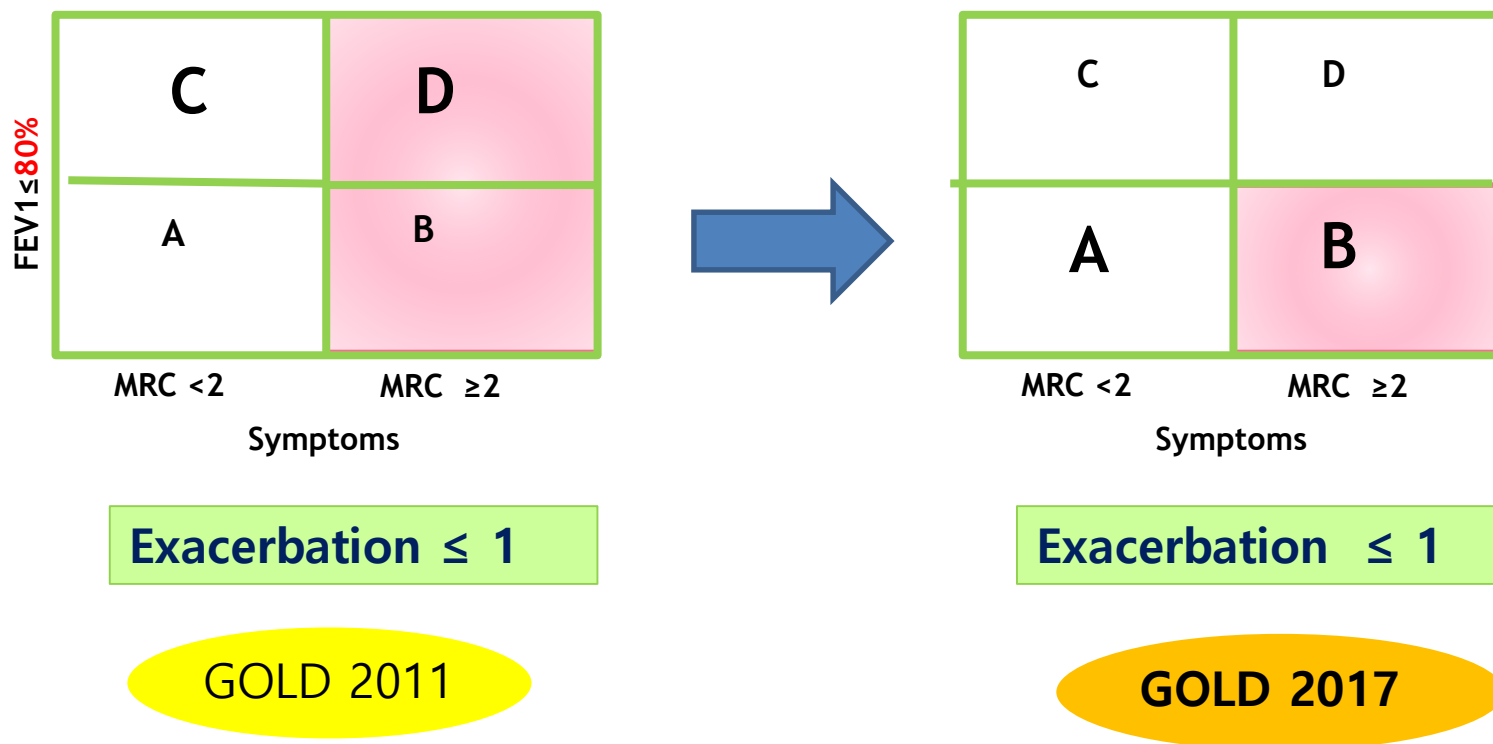 FEV1≤80%
C
D
A
B
MRC <2
MRC ≥2
Symptoms
Exacerbation ≤ 1
GOLD 2011
C
D
A
B
MRC <2
MRC ≥2
Symptoms
Exacerbation ≤ 1
GOLD 2017